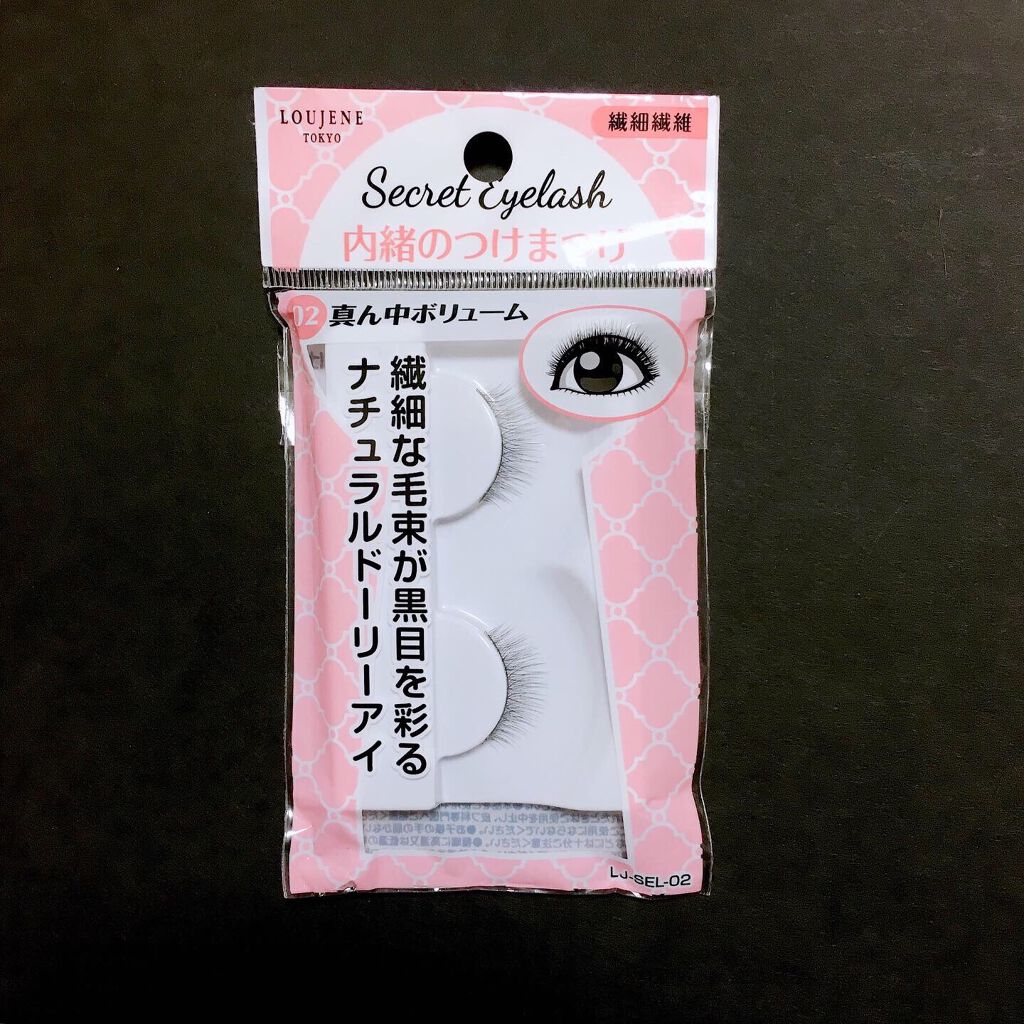 LOUJENE
TOKYO
繊細繊維
Secret Eyelash
内緒のつけまつげ
02 真ん中ボリューム
繊細な毛束が黒目を彩る
ナチュラルドーリーアイ
LJ-SEL-02